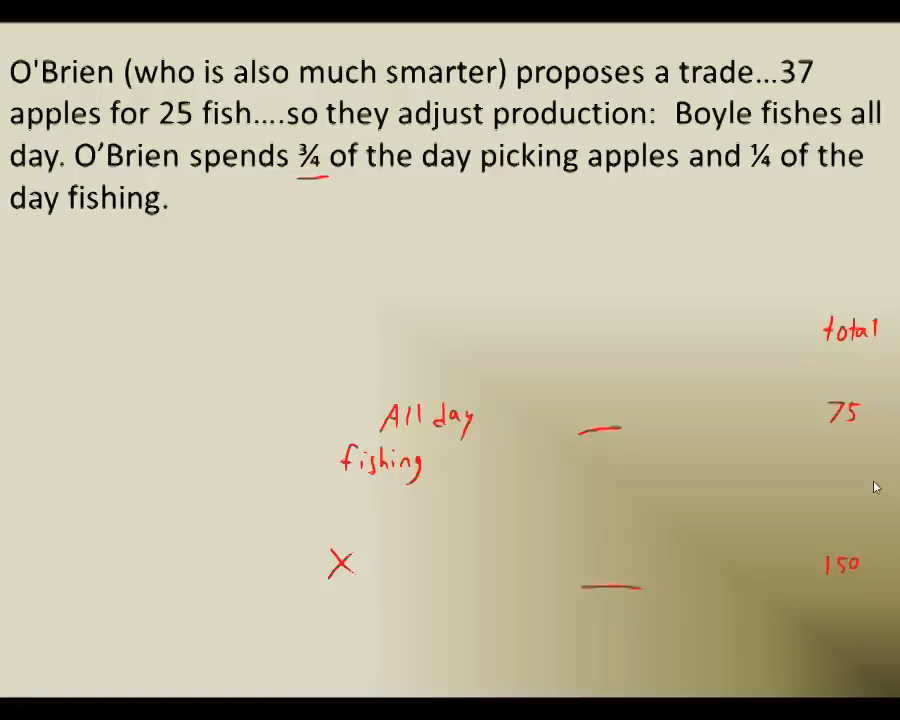 O'Brien (who is also much smarter) proposes a trade...37
apples for 25 fish....so they adjust production:  Boyle fishes all
day. O’Brien spends ¾ of the day picking apples and ¼ of the
day fishing.
total
All day
75
fishing
X
150